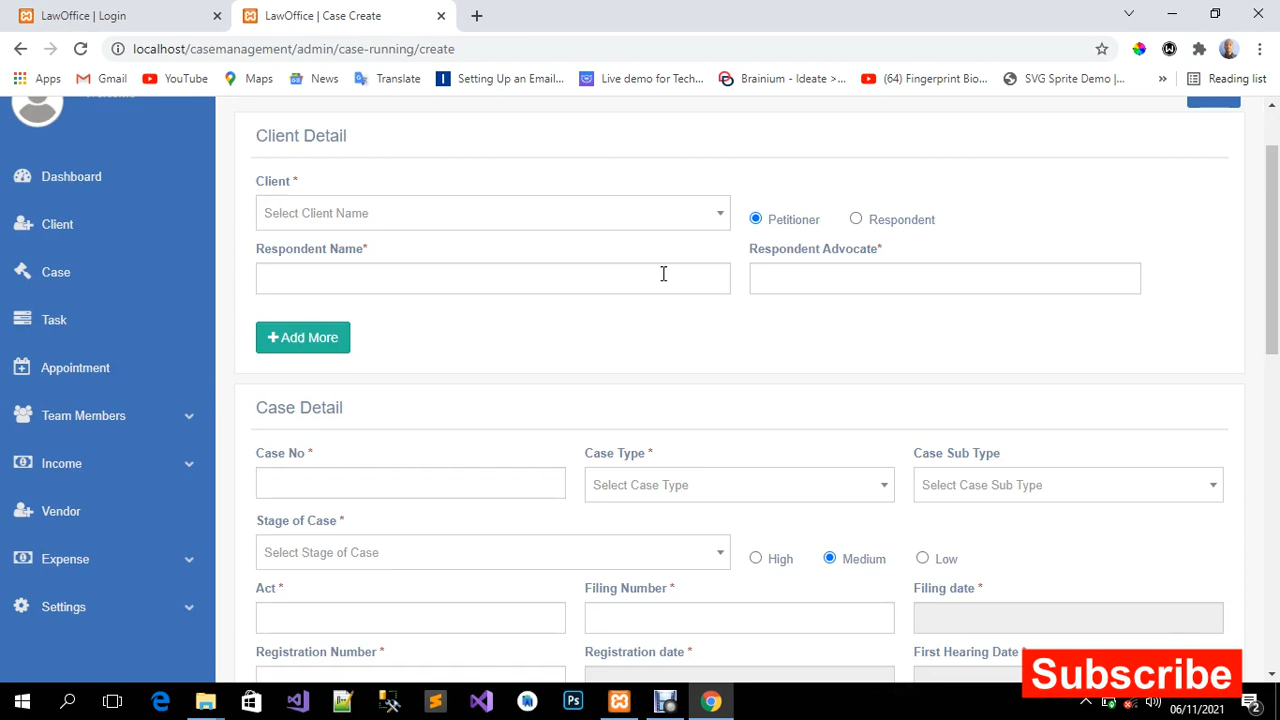 LawOffice | Login
LawOffice | Case Create
localhost/casemanagement/admin/case-running/create
Apps
Gmail
YouTube
Maps
News
Translate
Setting Up an Email...
Live demo for Tech...
Brainium - Ideate >...
(64) Fingerprint Bio...
SVG Sprite Demo |...
»
Reading list
Dashboard
Client
Case
Task
Appointment
Team Members
Income
Vendor
Expense
Settings
Client Detail
Client *
Select Client Name
Petitioner
Respondent
Respondent Name*
Respondent Advocate*
+ Add More
Case Detail
Case No *
Case Type *
Case Sub Type
Select Case Type
Select Case Sub Type
Stage of Case *
Select Stage of Case
High
Medium
Low
Act *
Filing Number *
Filing date *
Registration Number *
Registration date *
First Hearing Date *
Subscribe
Ps
06/11/2021
2